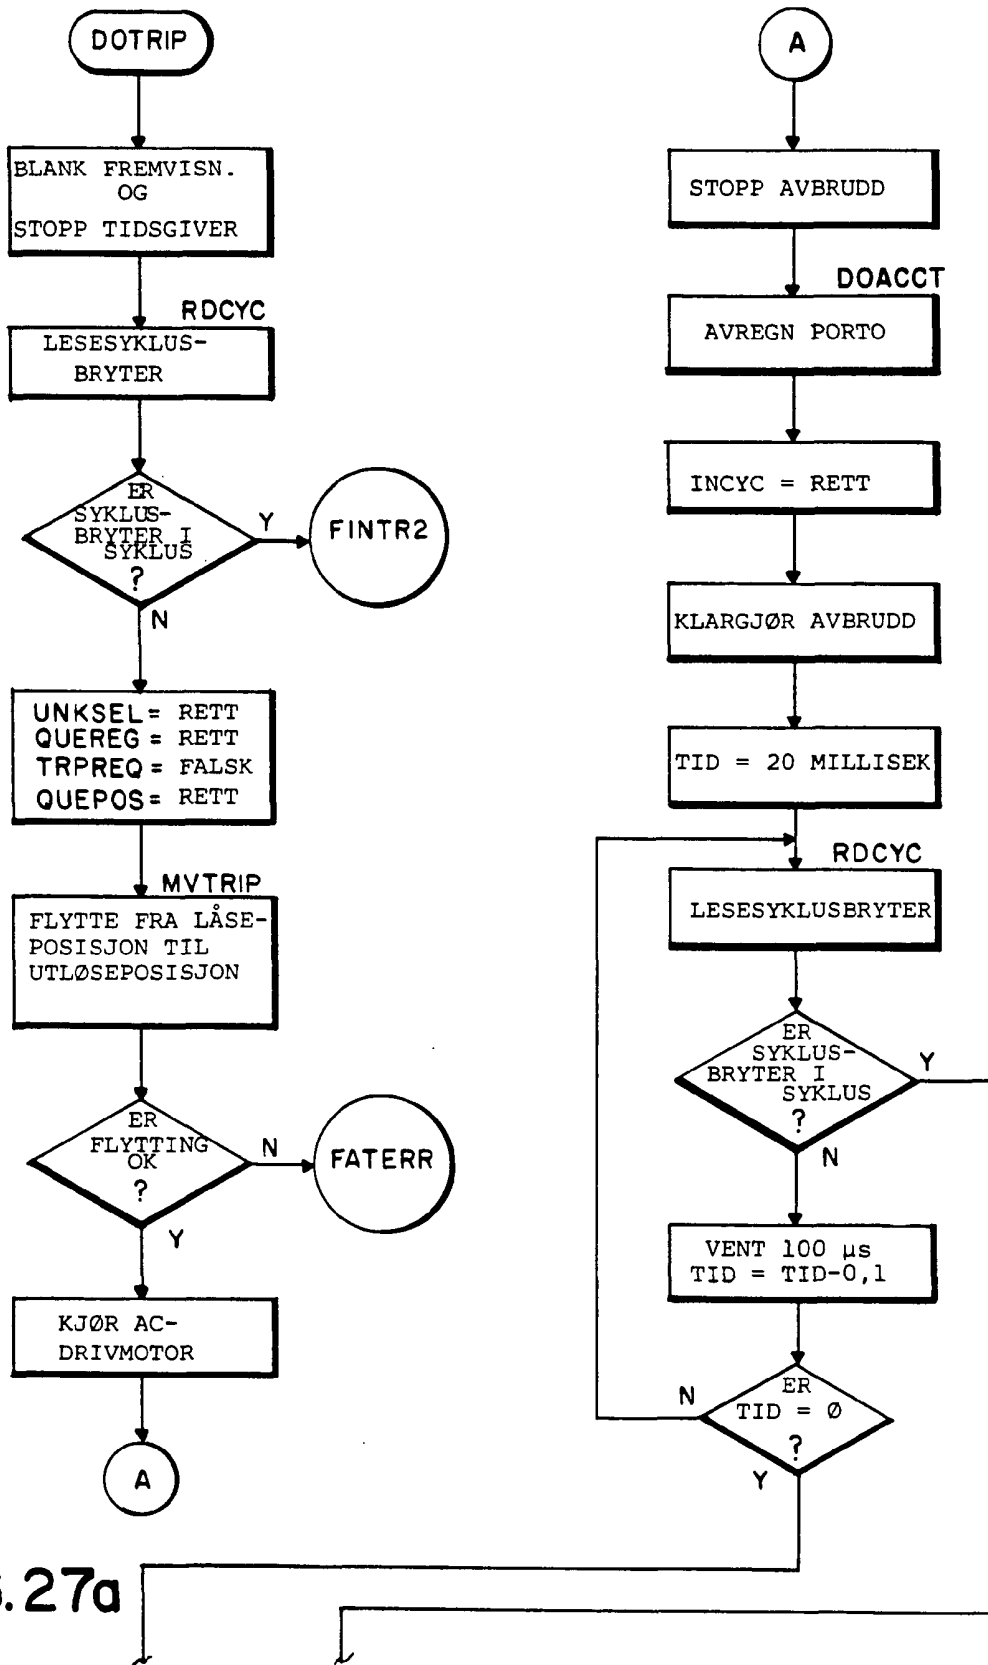 DOTRIP
BLANK FREMVISN.
OG
STOPP TIDSGIVER
RDCYC
LESESYKLUS-
BRYTER
ER
SYKLUS-
BRYTER I
SYKLUS
?
Y
N
FINTR2
UNKSEL= RETT
QUEREG= RETT
TRPREQ= FALSK
QUEPOS= RETT
MVTRIP
FLYTTE FRA LÅSE-
POSISJON TIL
UTLØSEPOSISJON
ER
FLYTTING
OK
?
N
Y
FATERR
KJØR AC-
DRIVMOTOR
A
A
STOPP AVBRUDD
DOACCT
AVREGN PORTO
INCYC = RETT
KLARGJØR AVBRUDD
TID = 20 MILLISEK
RDCYC
LESESYKLUSBRYTER
ER
SYKLUS-
BRYTER I
SYKLUS
?
Y
N
VENT 100 µs
TID = TID-0,1
ER
TID = Ø
?
N
Y
.27a